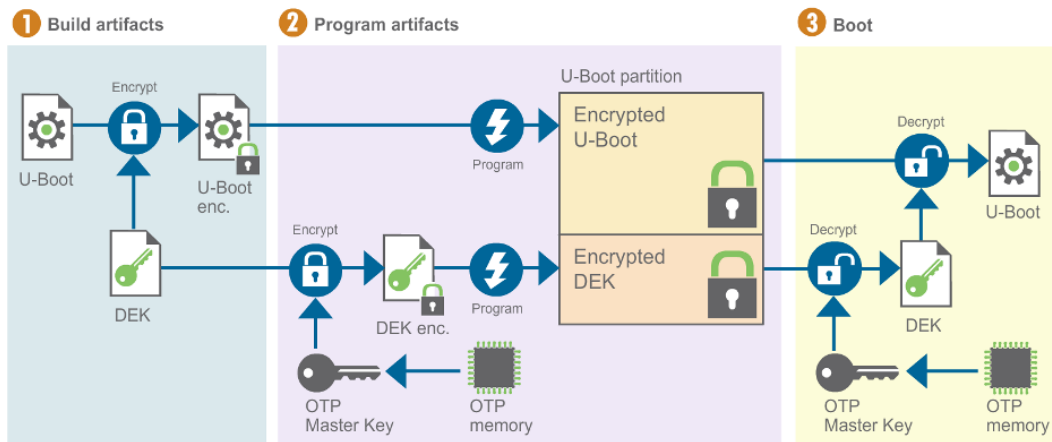 1 Build artifacts
U-Boot
Encrypt
U-Boot
enc.
DEK
2 Program artifacts
U-Boot partition
Program
Encrypted
U-Boot
Encrypt
DEK enc.
Program
Encrypted
DEK
OTP
Master Key
OTP
memory
3 Boot
Decrypt
U-Boot
Decrypt
DEK
OTP
Master Key
OTP
memory